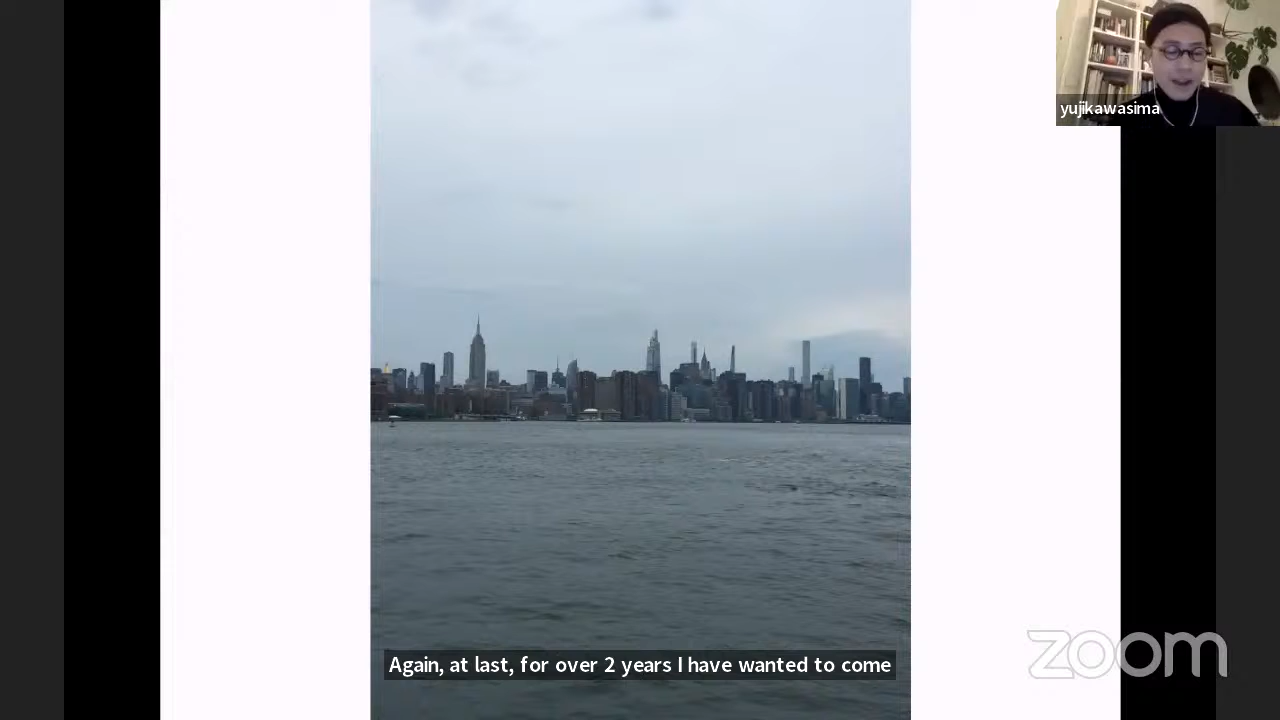 yujikawasima
Again, at last, for over 2 years I have wanted to come
zoom